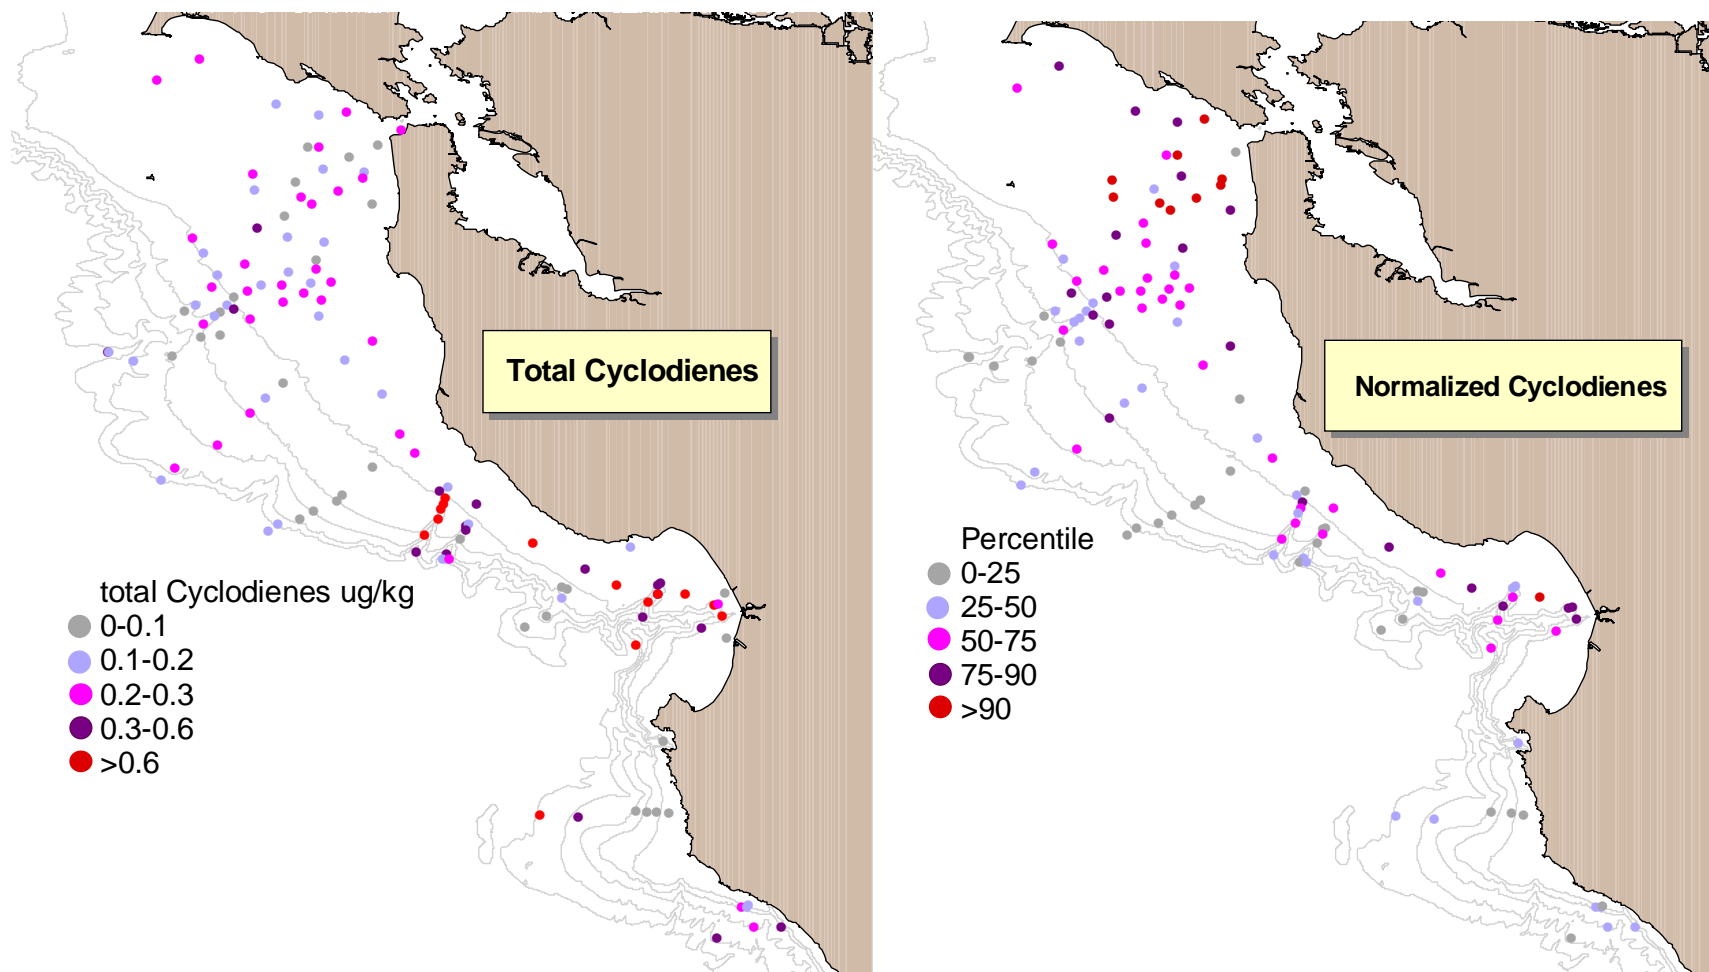 Total Cyclodienes
total Cyclodienes ug/kg
0-0.1
0.1-0.2
0.2-0.3
0.3-0.6
>0.6
Normalized Cyclodienes
Percentile
0-25
25-50
50-75
75-90
>90